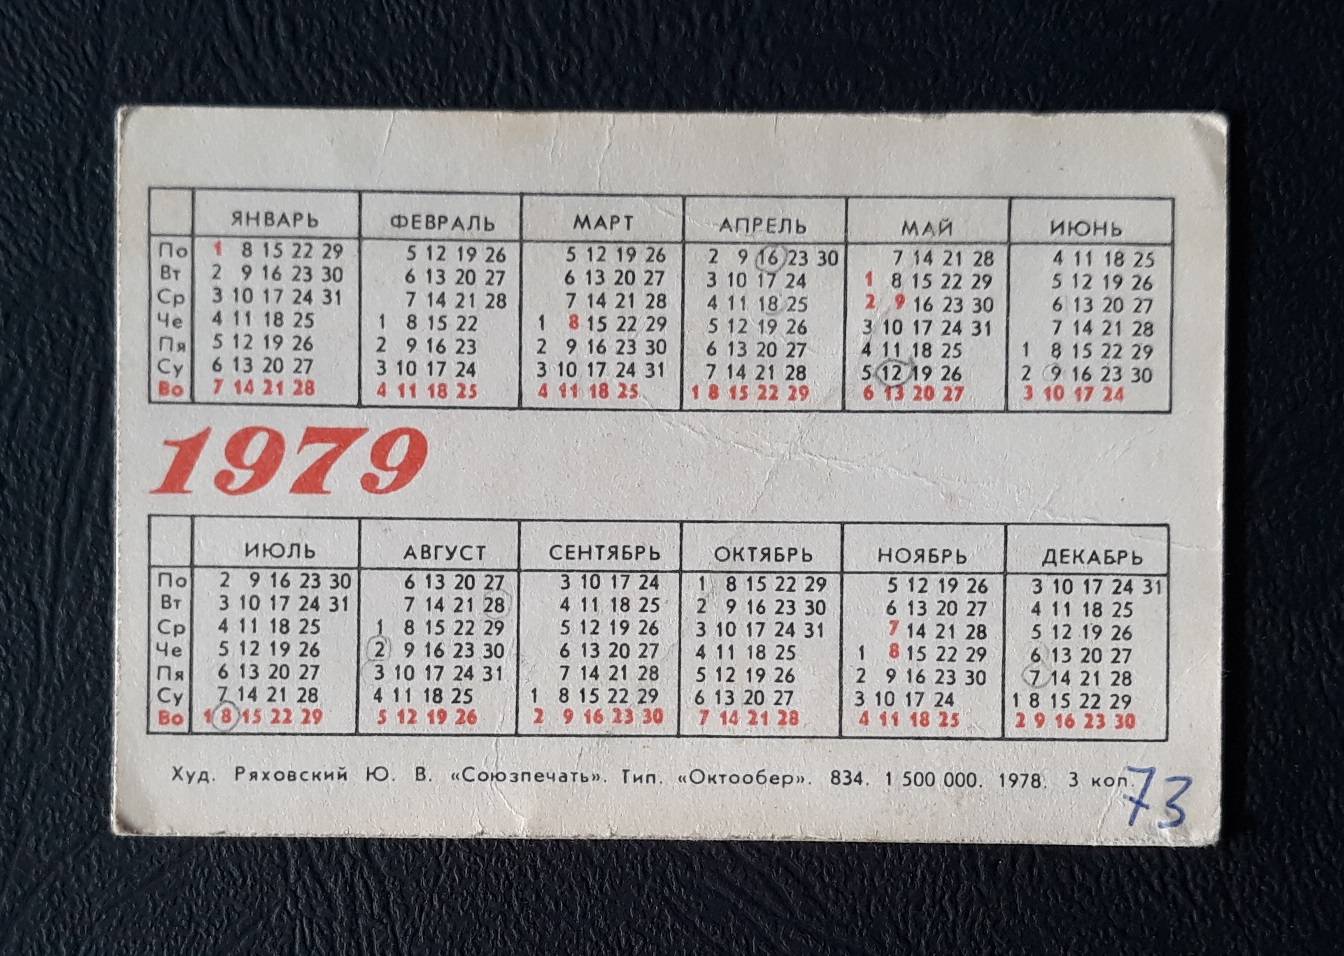 ЯНВАРЬ ФЕВРАЛЬ МАРТ АПРЕЛЬ МАЙ ИЮНЬ
По 1 8 15 22 29 5 12 19 26 5 12 19 26 2 9 16 23 30 7 14 21 28 4 11 18 25
Вт 2 9 16 23 30 6 13 20 27 6 13 20 27 3 10 17 24 1 8 15 22 29 5 12 19 26
Ср 3 10 17 24 31 7 14 21 28 7 14 21 28 4 11 18 25 2 9 16 23 30 6 13 20 27
Че 4 11 18 25 1 8 15 22 1 8 15 22 29 5 12 19 26 3 10 17 24 31 7 14 21 28
Пя 5 12 19 26 2 9 16 23 2 9 16 23 30 6 13 20 27 4 11 18 25 1 8 15 22 29
Су 6 13 20 27 3 10 17 24 3 10 17 24 31 7 14 21 28 5 12 19 26 2 9 16 23 30
Во 7 14 21 28 4 11 18 25 4 11 18 25 1 8 15 22 29 6 13 20 27 3 10 17 24
1979
ИЮЛЬ АВГУСТ СЕНТЯБРЬ ОКТЯБРЬ НОЯБРЬ ДЕКАБРЬ
По 2 9 16 23 30 6 13 20 27 3 10 17 24 1 8 15 22 29 5 12 19 26 3 10 17 24 31
Вт 3 10 17 24 31 7 14 21 28 4 11 18 25 2 9 16 23 30 6 13 20 27 4 11 18 25
Ср 4 11 18 25 1 8 15 22 29 5 12 19 26 3 10 17 24 31 7 14 21 28 5 12 19 26
Че 5 12 19 26 2 9 16 23 30 6 13 20 27 4 11 18 25 1 8 15 22 29 6 13 20 27
Пя 6 13 20 27 3 10 17 24 31 7 14 21 28 5 12 19 26 2 9 16 23 30 7 14 21 28
Су 7 14 21 28 4 11 18 25 1 8 15 22 29 6 13 20 27 3 10 17 24 1 8 15 22 29
Во 1 8 15 22 29 5 12 19 26 2 9 16 23 30 7 14 21 28 4 11 18 25 2 9 16 23 30
Худ. Ряховский Ю. В. «Союзпечать». Тип. «Октообер». 834. 1 500 000. 1978. 3 коп.
73